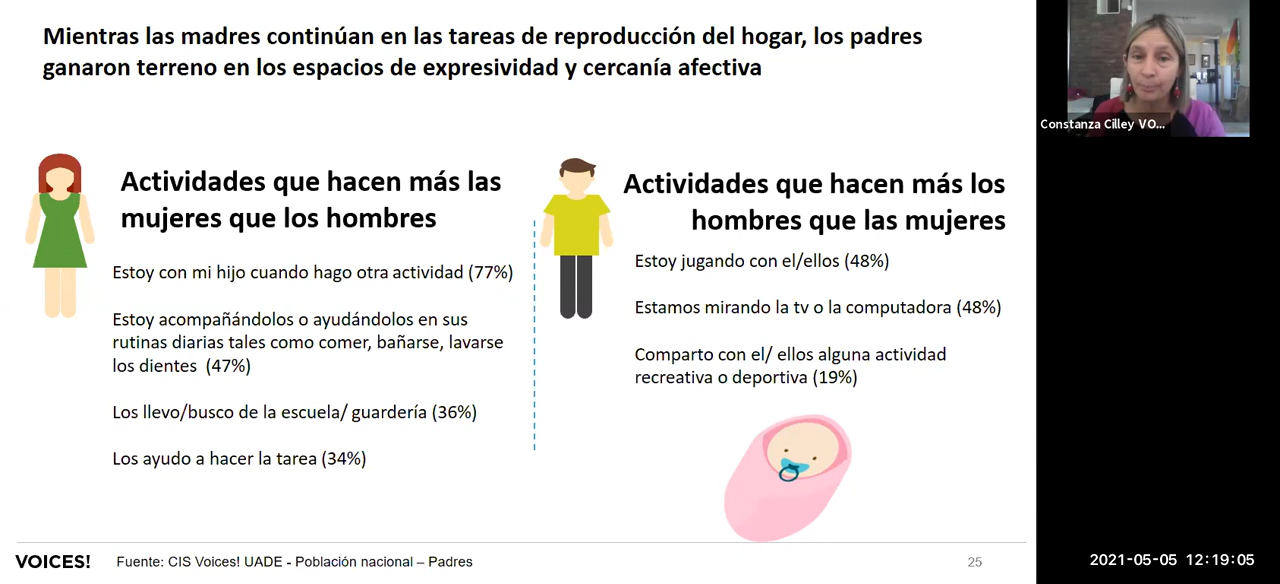 Mientras las madres continúan en las tareas de reproducción del hogar, los padres
ganaron terreno en los espacios de expresividad y cercanía afectiva
Constanza Cilley VO...
Actividades que hacen más las
mujeres que los hombres
Estoy con mi hijo cuando hago otra actividad (77%)
Estoy acompañándolos o ayudándolos en sus
rutinas diarias tales como comer, bañarse, lavarse
los dientes  (47%)
Los llevo/busco de la escuela/ guardería (36%)
Los ayudo a hacer la tarea (34%)
Actividades que hacen más los
hombres que las mujeres
Estoy jugando con el/ellos (48%)
Estamos mirando la tv o la computadora (48%)
Comparto con el/ ellos alguna actividad
recreativa o deportiva (19%)
VOICES!
Fuente: CIS Voices! UADE - Población nacional – Padres
25
2021-05-05 12:19:05